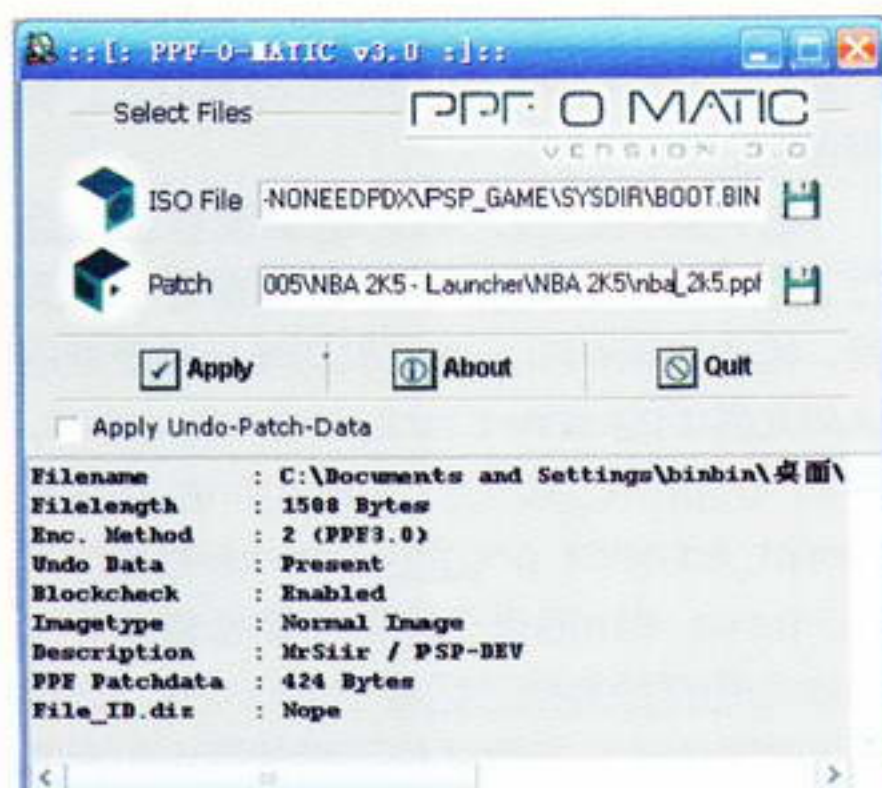 ::[: PPF-O-MATIC v3.0 :]::
Select Files
PPF O MATIC
VERSION 3.0
ISO File -NONEEDPDX\PSP_GAME\SYSDIR\BOOT.BIN
Patch 005\NBA 2K5 - Launcher\NBA 2K5\nba_2k5.ppf
Apply About Quit
Apply Undo-Patch-Data
Filename : C:\Documents and Settings\binbin\桌面\
Filelength : 1508 Bytes
Enc. Method : 2 (PPF3.0)
Undo Data : Present
Blockcheck : Enabled
Imagetype : Normal Image
Description : MrSiir / PSP-DEV
PPF Patchdata : 424 Bytes
File_ID.diz : Nope